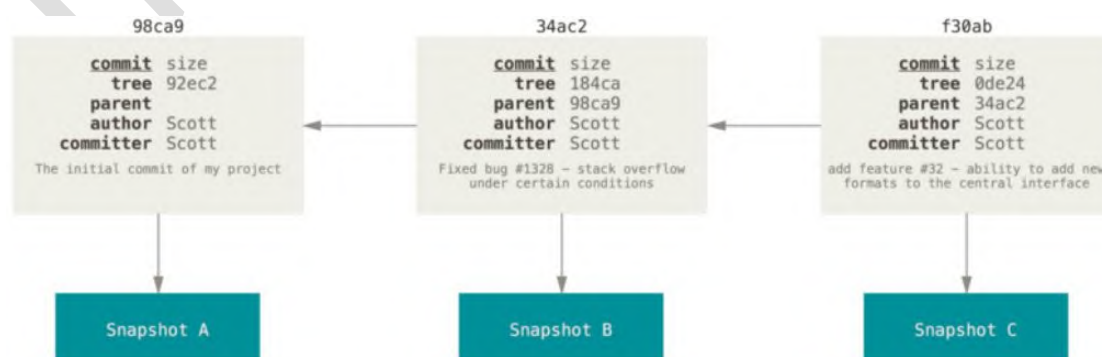 98ca9
commit size
tree 92ec2
parent
author Scott
committer Scott
The initial commit of my project
Snapshot A
34ac2
commit size
tree 184ca
parent 98ca9
author Scott
committer Scott
Fixed bug #1328 – stack overflow
under certain conditions
Snapshot B
f30ab
commit size
tree 0de24
parent 34ac2
author Scott
committer Scott
add feature #32 – ability to add new
formats to the central interface
Snapshot C